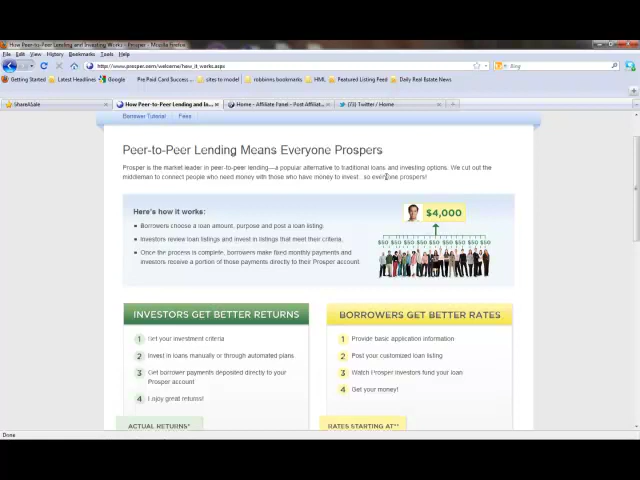 How Peer-to-Peer Lending and Investing Works - Prosper - Mozilla Firefox
File Edit View History Bookmarks Tools Help
http://www.prosper.com/welcome/how_it_works.aspx
Bing
Getting Started Latest Headlines Google Pre Paid Card Success ... sites to model robbinns bookmarks HML Featured Listing Feed Daily Real Estate News
ShareASale
How Peer-to-Peer Lending and In...
Home - Affiliate Panel - Post Affiliat...
(73) Twitter / Home
Borrower Tutorial Fees
Peer-to-Peer Lending Means Everyone Prospers
Prosper is the market leader in peer-to-peer lending—a popular alternative to traditional loans and investing options. We cut out the
middleman to connect people who need money with those who have money to invest...so everyone prospers!
Here's how it works:
Borrowers choose a loan amount, purpose and post a loan listing.
Investors review loan listings and invest in listings that meet their criteria.
Once the process is complete, borrowers make fixed monthly payments and
investors receive a portion of those payments directly to their Prosper account.
$4,000
$50 $50 $50 $50 $50 $50 $50 $50 $50
INVESTORS GET BETTER RETURNS
1 Set your investment criteria
2 Invest in loans manually or through automated plans
3 Get borrower payments deposited directly to your
Prosper account
4 Enjoy great returns!
ACTUAL RETURNS*
BORROWERS GET BETTER RATES
1 Provide basic application information
2 Post your customized loan listing
3 Watch Prosper investors fund your loan
4 Get your money!
RATES STARTING AT**
Done